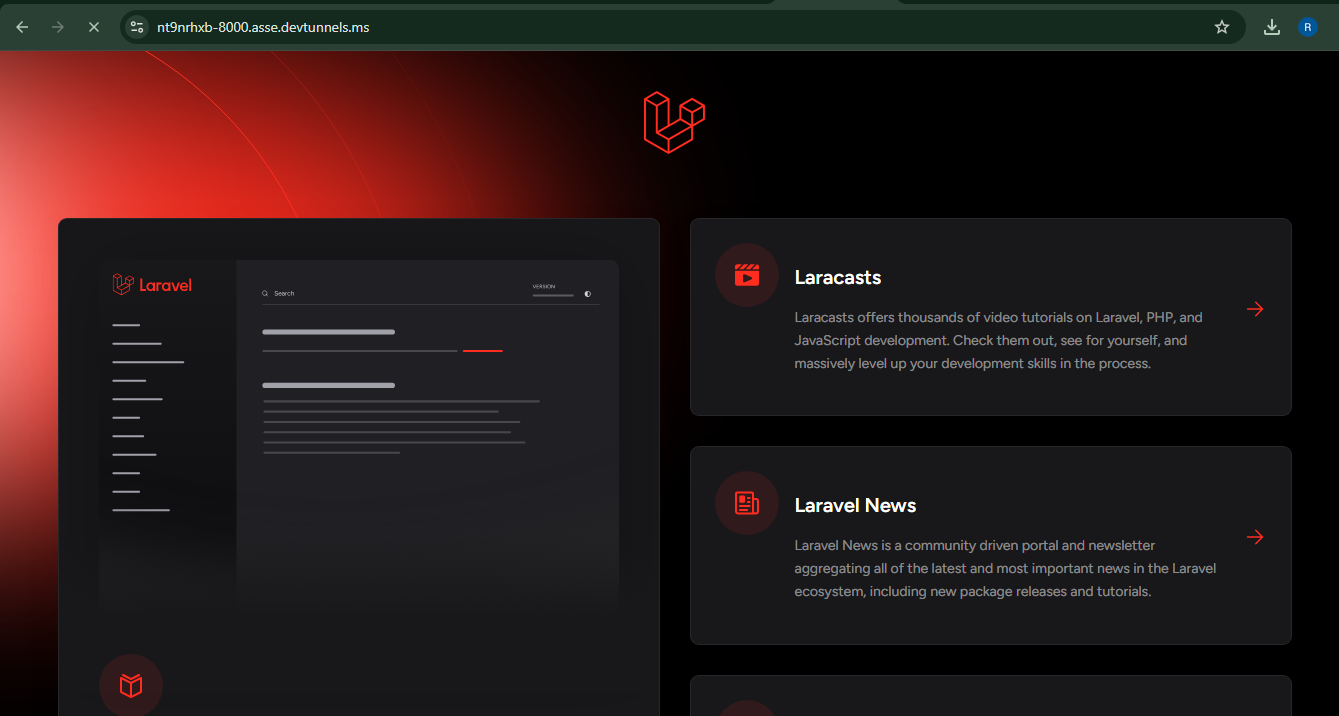 nt9nrhxb-8000.asse.devtunnels.ms
R
Laravel
Search
VERSION
Laracasts
Laracasts offers thousands of video tutorials on Laravel, PHP, and
JavaScript development. Check them out, see for yourself, and
massively level up your development skills in the process.
Laravel News
Laravel News is a community driven portal and newsletter
aggregating all of the latest and most important news in the Laravel
ecosystem, including new package releases and tutorials.